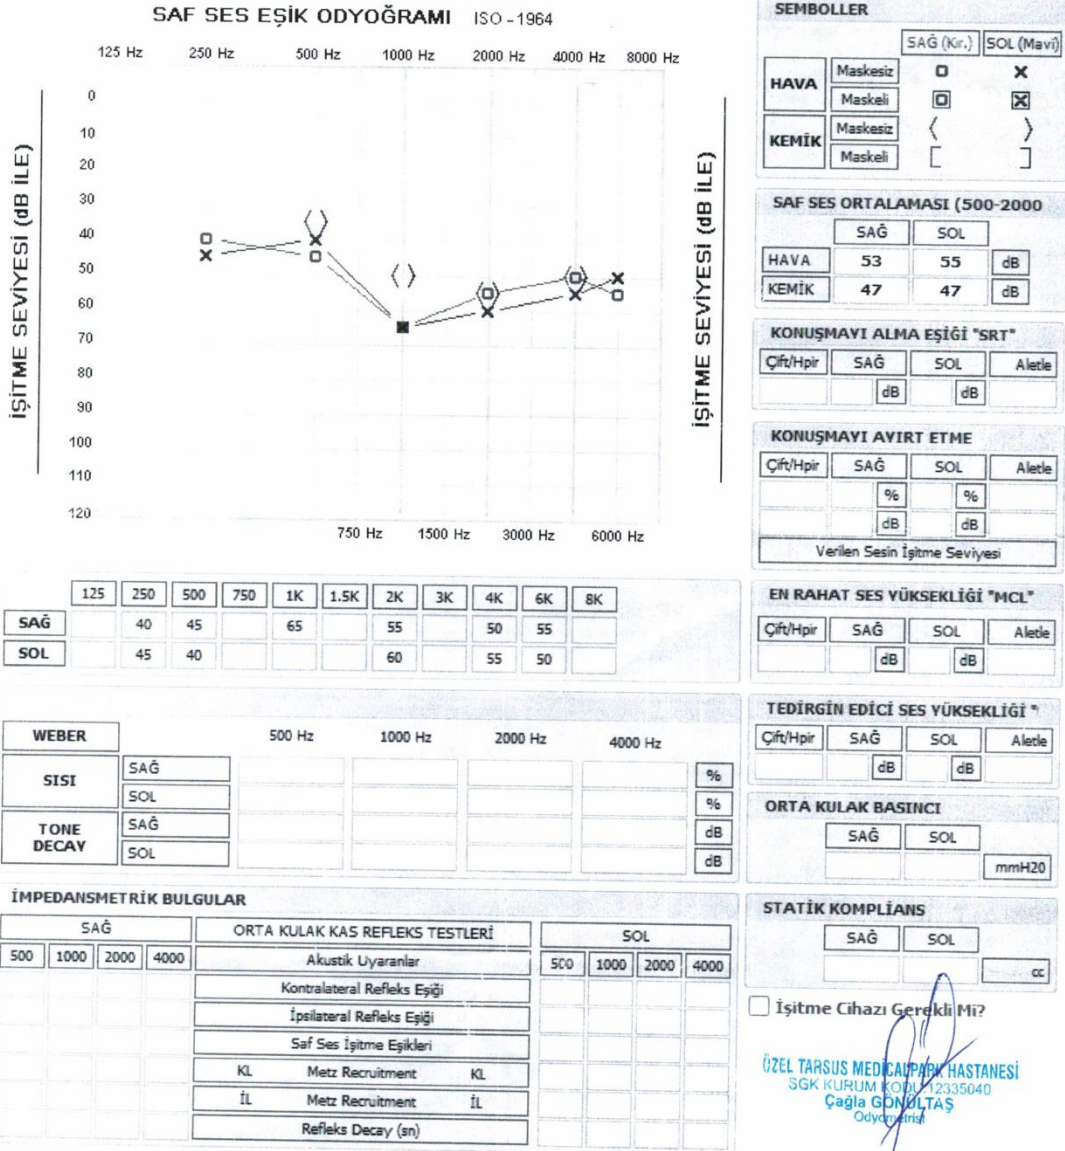 SAF SES EŞİK ODYOĞRAMI ISO -1964
125 Hz 250 Hz 500 Hz 1000 Hz 2000 Hz 4000 Hz 8000 Hz
İŞİTME SEVİYESİ (dB İLE)
0
10
20
30
40
50
60
70
80
90
100
110
120
İŞİTME SEVİYESİ (dB İLE)
750 Hz 1500 Hz 3000 Hz 6000 Hz
SEMBOLLER
SAĞ (Kır.) SOL (Mavi)
HAVA
Maskesiz
Maskeli
KEMİK
Maskesiz
Maskeli
SAF SES ORTALAMASI (500-2000
SAĞ SOL
HAVA 53 55 dB
KEMİK 47 47 dB
KONUŞMAYI ALMA EŞİĞİ "SRT"
Çift/Hpir SAĞ SOL Aletle
dB dB
KONUŞMAYI AYIRT ETME
Çift/Hpir SAĞ SOL Aletle
% %
dB dB
Verilen Sesin İşitme Seviyesi
125 250 500 750 1K 1.5K 2K 3K 4K 6K 8K
SAĞ 40 45 65 55 50 55
SOL 45 40 60 55 50
EN RAHAT SES YÜKSEKLİĞİ "MCL"
Çift/Hpir SAĞ SOL Aletle
dB dB
WEBER 500 Hz 1000 Hz 2000 Hz 4000 Hz
SISI
SAĞ %
SOL %
TONE DECAY
SAĞ dB
SOL dB
TEDİRGİN EDİCİ SES YÜKSEKLİĞİ "
Çift/Hpir SAĞ SOL Aletle
dB dB
ORTA KULAK BASINCI
SAĞ SOL
mmH20
İMPEDANSMETRİK BULGULAR
SAĞ ORTA KULAK KAS REFLEKS TESTLERİ SOL
500 1000 2000 4000 Akustik Uyaranlar 500 1000 2000 4000
Kontralateral Refleks Eşiği
İpsilateral Refleks Eşiği
Saf Ses İşitme Eşikleri
KL Metz Recruitment KL
İL Metz Recruitment İL
Refleks Decay (sn)
STATİK KOMPLİANS
SAĞ SOL
cc
İşitme Cihazı Gerekli Mi?
ÖZEL TARSUS MEDİCALPARK HASTANESİ
SGK KURUM KODU 12335040
Çağla GÖNÜLTAŞ
Odyometrist